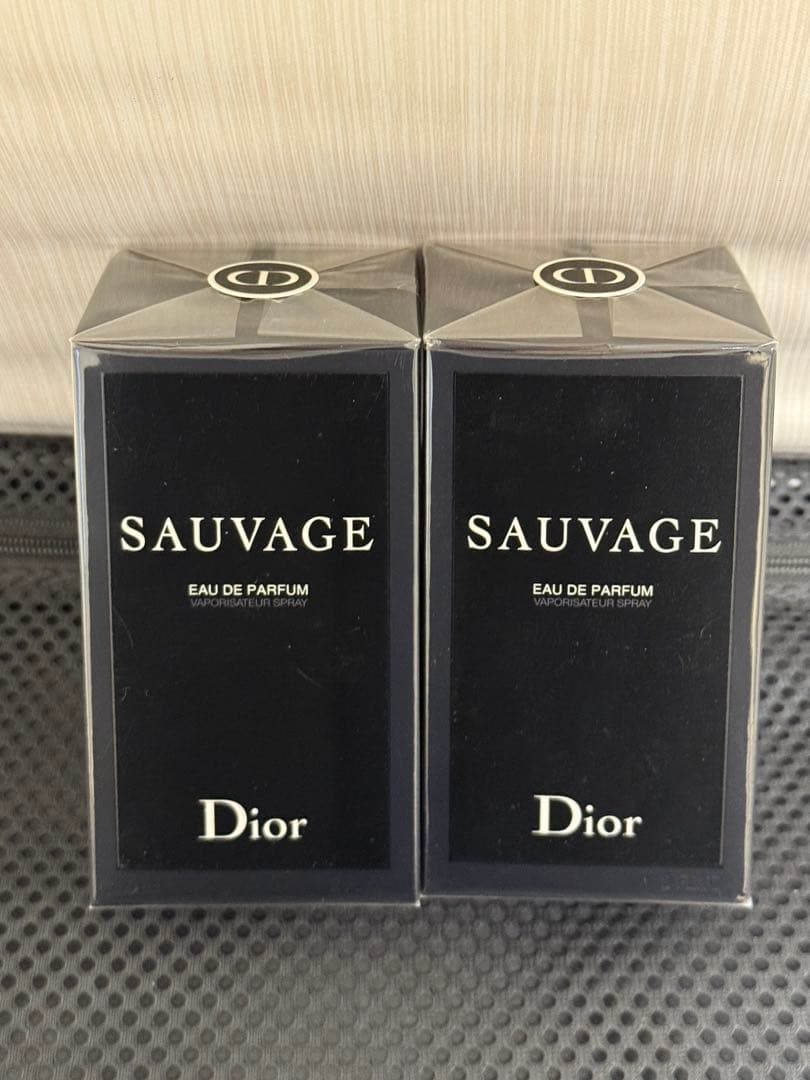 SAUVAGE
EAU DE PARFUM
VAPORISATEUR SPRAY
Dior
SAUVAGE
EAU DE PARFUM
VAPORISATEUR SPRAY
Dior